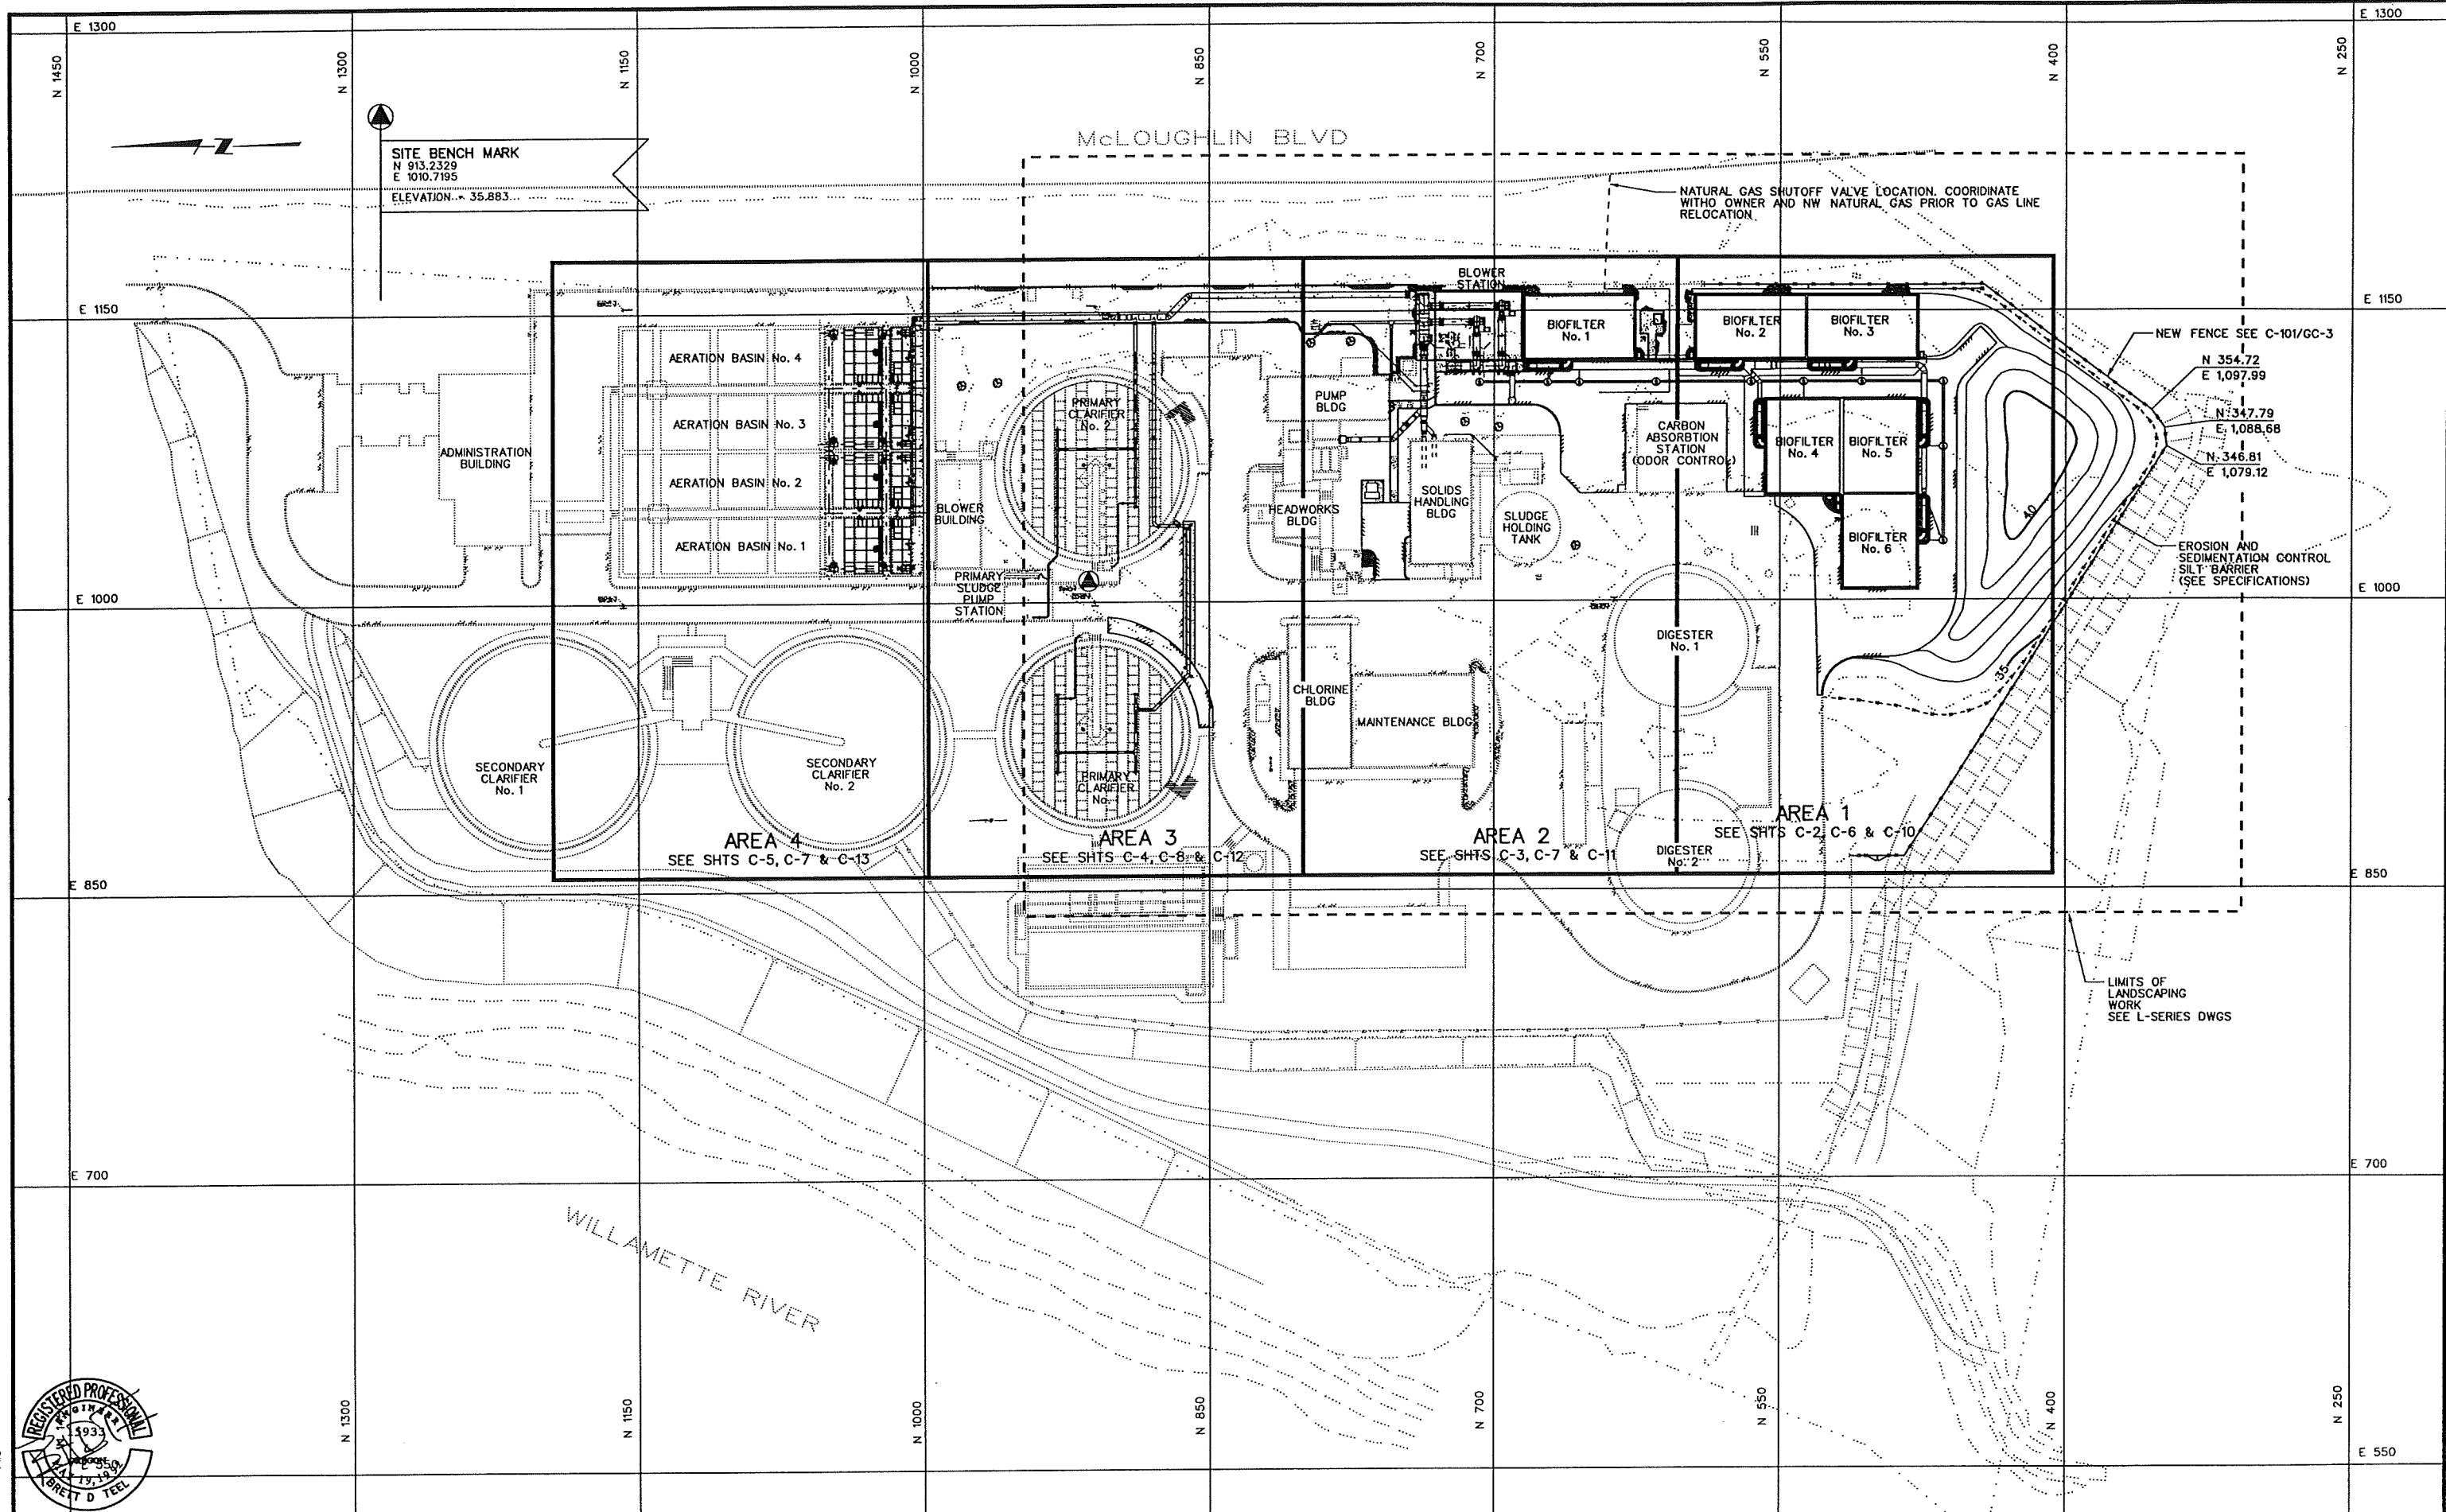 E 1300
E 1300
N 1450
N 1300
N 1150
N 1000
N 850
N 700
N 550
N 400
N 250
Z
SITE BENCH MARK
N 913.2329
E 1010.7195
ELEVATION = 35.883
McLOUGHLIN BLVD
NATURAL GAS SHUTOFF VALVE LOCATION. COORIDINATE
WITHO OWNER AND NW NATURAL GAS PRIOR TO GAS LINE
RELOCATION
BLOWER
STATION
E 1150
E 1150
AERATION BASIN No. 4
AERATION BASIN No. 3
AERATION BASIN No. 2
AERATION BASIN No. 1
ADMINISTRATION
BUILDING
BLOWER
BUILDING
PRIMARY
CLARIFIER
No. 2
PRIMARY
SLUDGE
PUMP
STATION
PUMP
BLDG
HEADWORKS
BLDG
SOLIDS
HANDLING
BLDG
SLUDGE
HOLDING
TANK
BIOFILTER
No. 1
BIOFILTER
No. 2
BIOFILTER
No. 3
CARBON
ABSORBTION
STATION
(ODOR CONTROL)
BIOFILTER
No. 4
BIOFILTER
No. 5
BIOFILTER
No. 6
40
35
NEW FENCE SEE C-101/GC-3
N 354.72
E 1,097.99
N 347.79
E 1,088.68
N 346.81
E 1,079.12
EROSION AND
SEDIMENTATION CONTROL
SILT BARRIER
(SEE SPECIFICATIONS)
E 1000
E 1000
SECONDARY
CLARIFIER
No. 1
SECONDARY
CLARIFIER
No. 2
PRIMARY
CLARIFIER
No. 1
CHLORINE
BLDG
MAINTENANCE BLDG
DIGESTER
No. 1
DIGESTER
No. 2
AREA 4
SEE SHTS C-5, C-7 & C-13
AREA 3
SEE SHTS C-4, C-8 & C-12
AREA 2
SEE SHTS C-3, C-7 & C-11
AREA 1
SEE SHTS C-2, C-6 & C-10
E 850
E 850
LIMITS OF
LANDSCAPING
WORK
SEE L-SERIES DWGS
E 700
E 700
WILLAMETTE RIVER
N 1300
N 1150
N 1000
N 850
N 700
N 550
N 400
N 250
E 550
E 550
REGISTERED PROFESSIONAL
ENGINEER
15933
OREGON
BRETT D TEEL